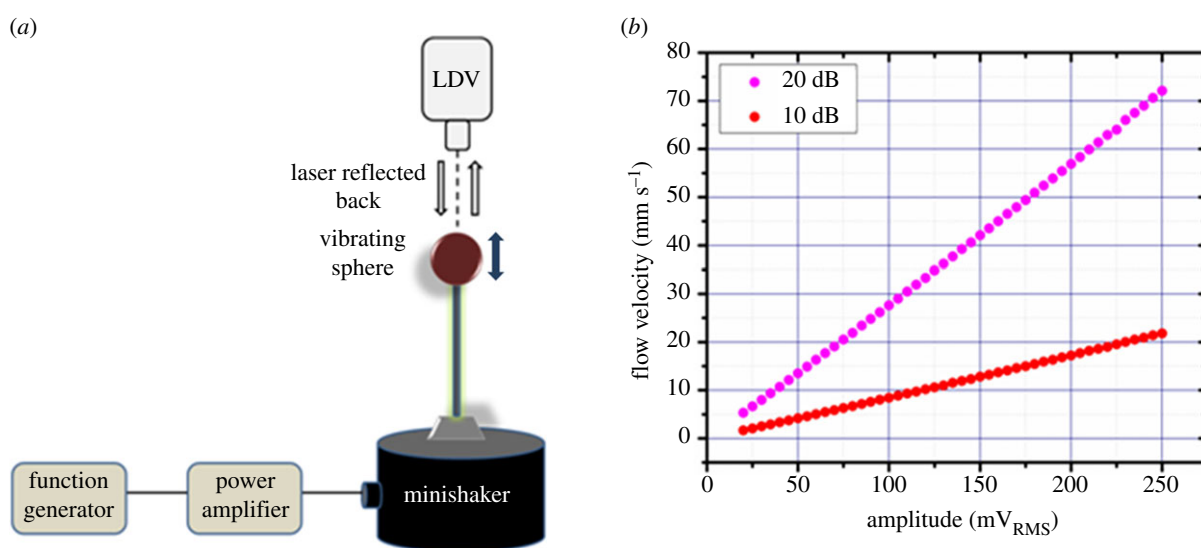 (a)
LDV
laser reflected
back
vibrating
sphere
function
generator
power
amplifier
minishaker
(b)
80
70
60
50
40
30
20
10
0
flow velocity (mm s⁻¹)
20 dB
10 dB
0
50
100
150
200
250
amplitude (mV_RMS)